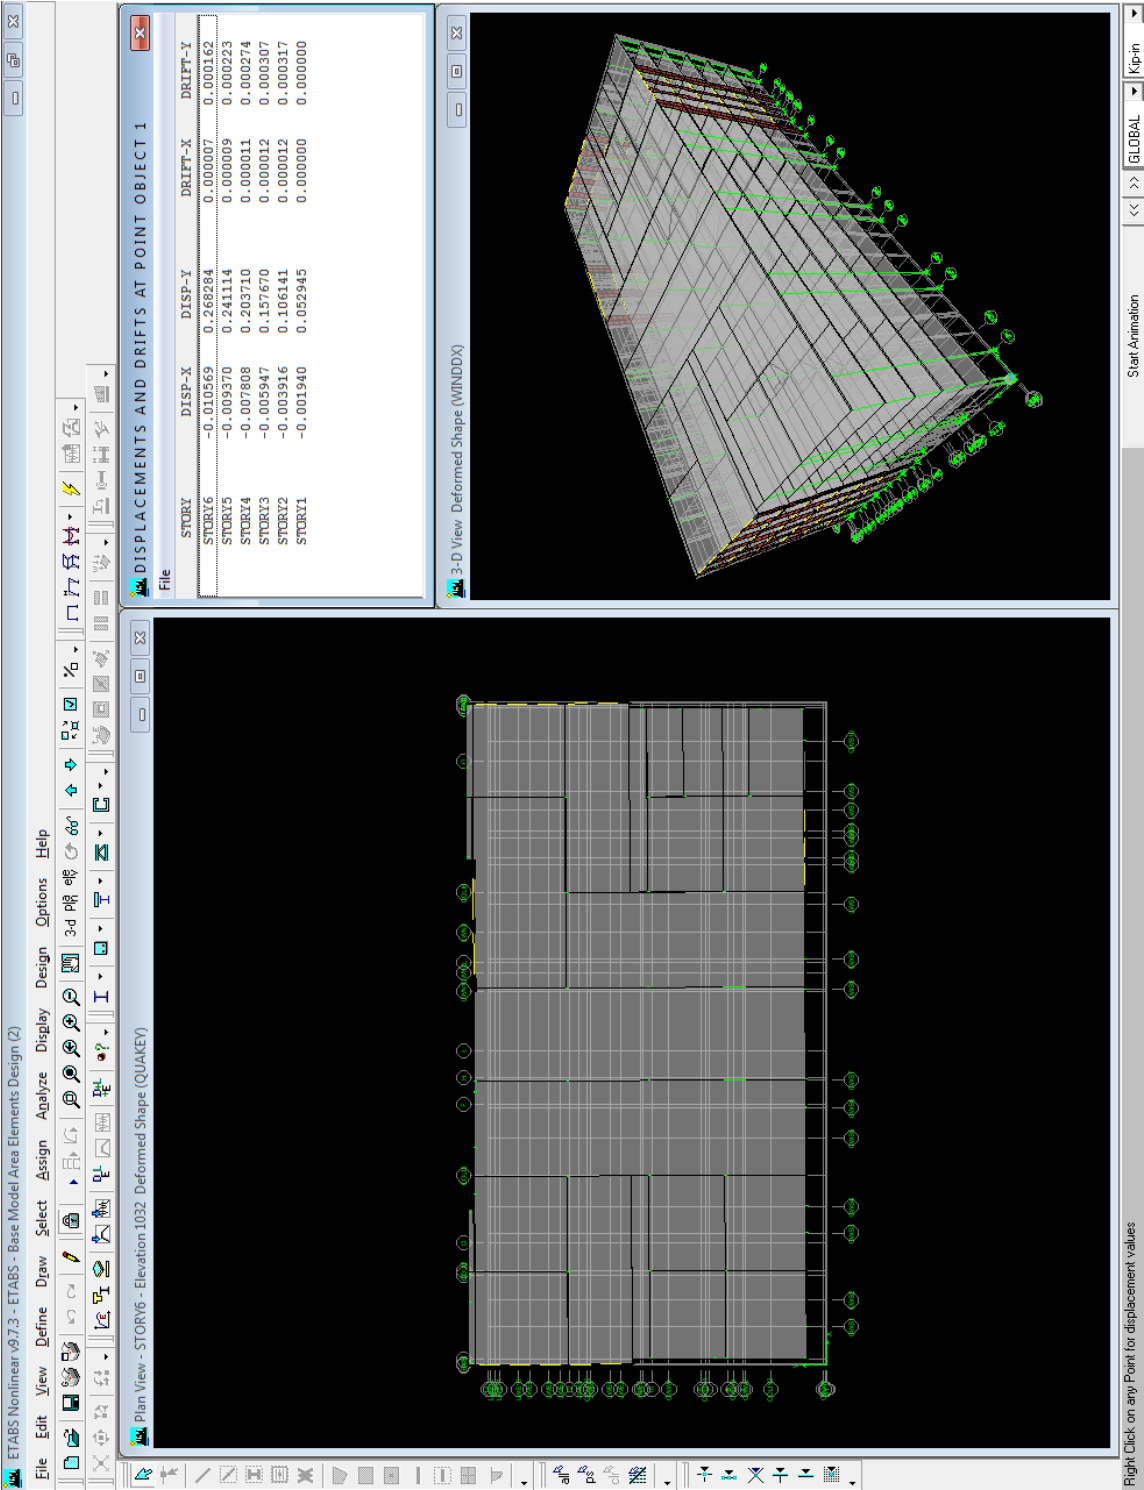 ETABS Nonlinear v9.7.3 - ETABS - Base Model Area Elements Design (2)
File Edit View Define Draw Select Assign Analyze Display Design Options Help
3-d
Plan View - STORY6 - Elevation 1032 Deformed Shape (QUAKEY)
DISPLACEMENTS AND DRIFTS AT POINT OBJECT 1
File
STORY DISP-X DISP-Y DRIFT-X DRIFT-Y
STORY6 -0.010569 0.268284 0.000007 0.000162
STORY5 -0.009370 0.241114 0.000009 0.000223
STORY4 -0.007808 0.203710 0.000011 0.000274
STORY3 -0.005947 0.157670 0.000012 0.000307
STORY2 -0.003916 0.106141 0.000012 0.000317
STORY1 -0.001940 0.052945 0.000000 0.000000
3-D View Deformed Shape (WINDDX)
all
ps
clr
Right Click on any Point for displacement values
Start Animation
<< >>
GLOBAL
Kip-in